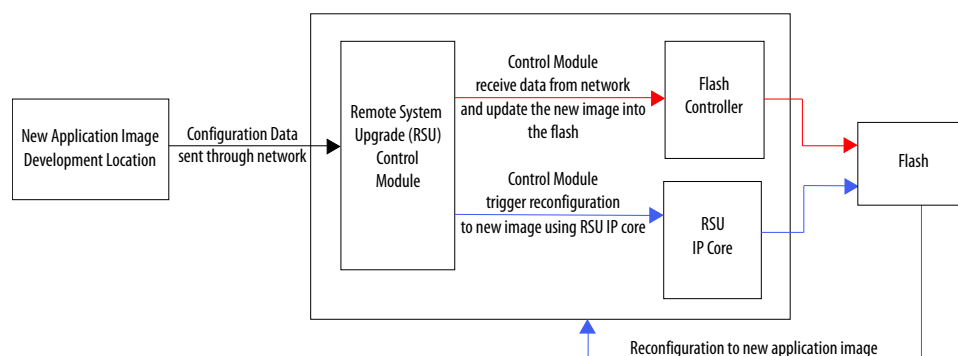 New Application Image
Development Location
Configuration Data
sent through network
Remote System
Upgrade (RSU)
Control
Module
Control Module
receive data from network
and update the new image into
the flash
Flash
Controller
Control Module
trigger reconfiguration
to new image using RSU IP core
RSU
IP Core
Flash
Reconfiguration to new application image